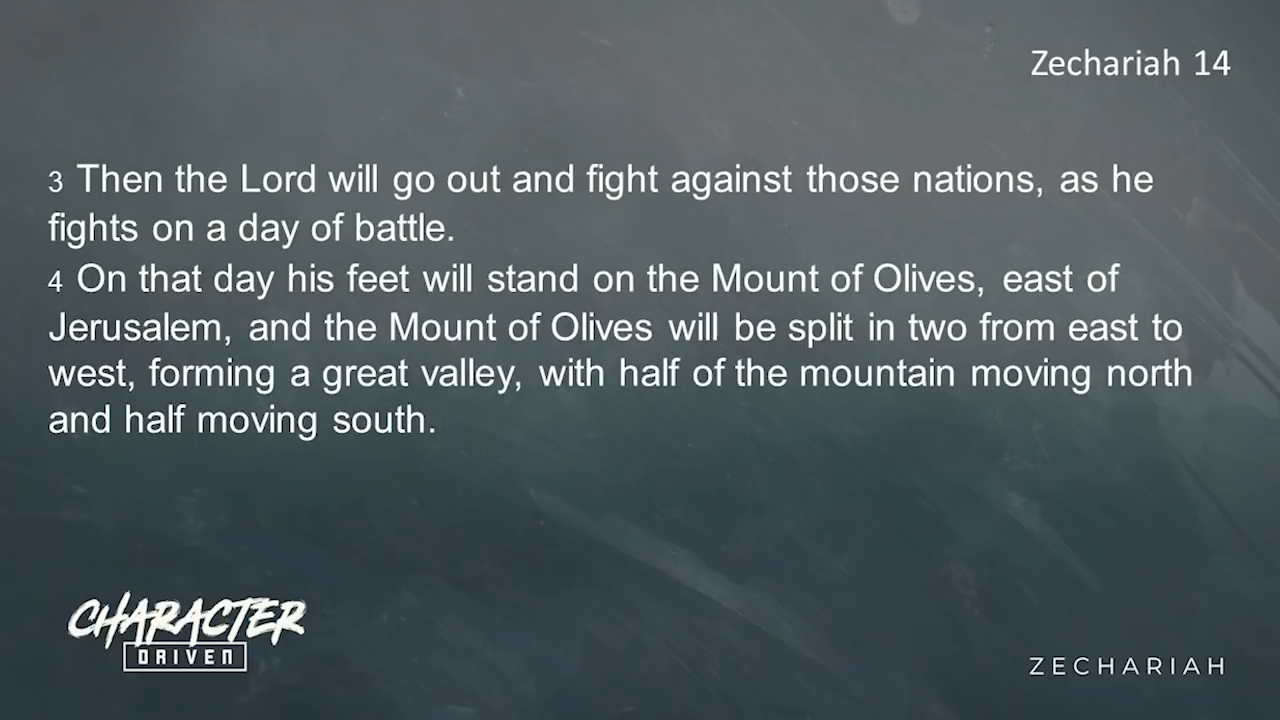 Zechariah 14
3 Then the Lord will go out and fight against those nations, as he
fights on a day of battle.
4 On that day his feet will stand on the Mount of Olives, east of
Jerusalem, and the Mount of Olives will be split in two from east to
west, forming a great valley, with half of the mountain moving north
and half moving south.
CHARACTER
DRIVEN
ZECHARIAH